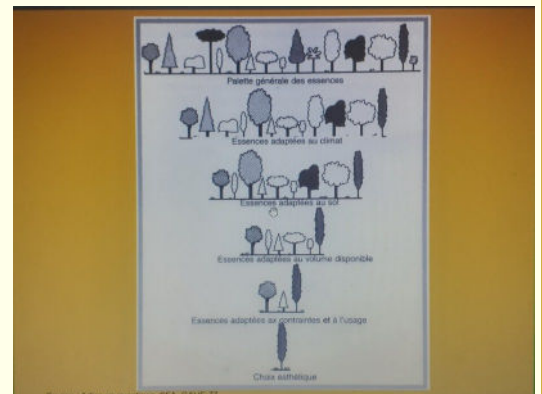 Palette générale des essences
Essences adaptées au climat
Essences adaptées au sol
Essences adaptées au volume disponible
Essences adaptées aux contraintes et à l'usage
Choix esthétique